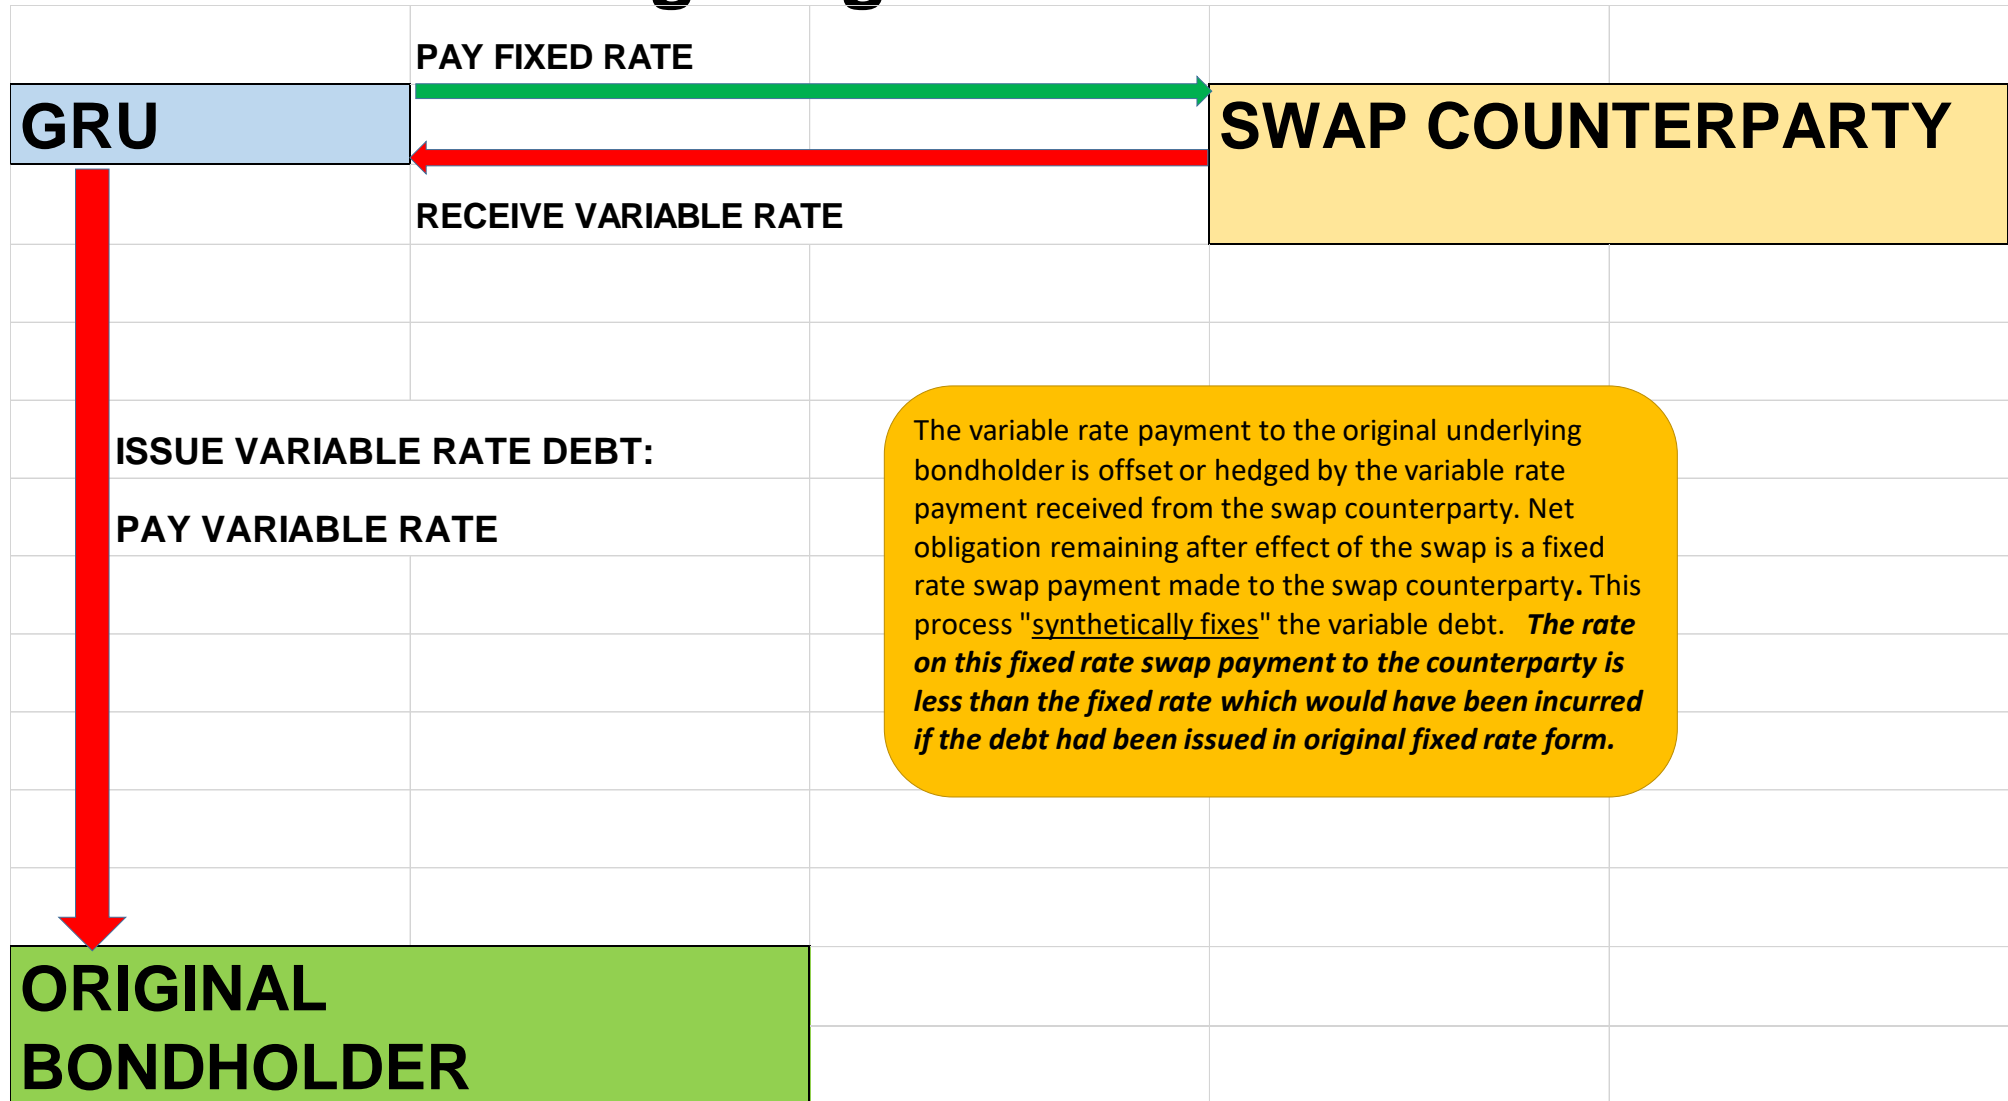 PAY FIXED RATE
GRU
SWAP COUNTERPARTY
RECEIVE VARIABLE RATE
ISSUE VARIABLE RATE DEBT:
PAY VARIABLE RATE
The variable rate payment to the original underlying
bondholder is offset or hedged by the variable rate
payment received from the swap counterparty. Net
obligation remaining after effect of the swap is a fixed
rate swap payment made to the swap counterparty. This
process "synthetically fixes" the variable debt. The rate
on this fixed rate swap payment to the counterparty is
less than the fixed rate which would have been incurred
if the debt had been issued in original fixed rate form.
ORIGINAL
BONDHOLDER